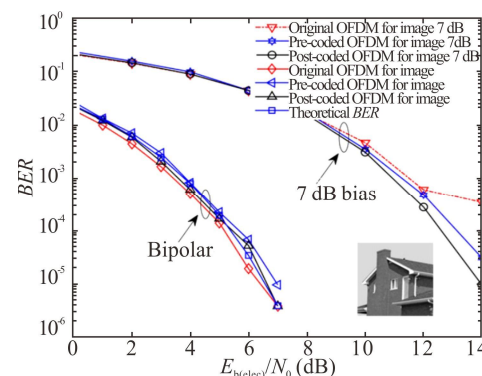 10^0
10^-1
10^-2
10^-3
10^-4
10^-5
10^-6
BER
Original OFDM for image 7 dB
Pre-coded OFDM for image 7dB
Post-coded OFDM for image 7 dB
Original OFDM for image
Pre-coded OFDM for image
Post-coded OFDM for image
Theoretical BER
7 dB bias
Bipolar
0 2 4 6 8 10 12 14
E_b(elec)/N_0 (dB)